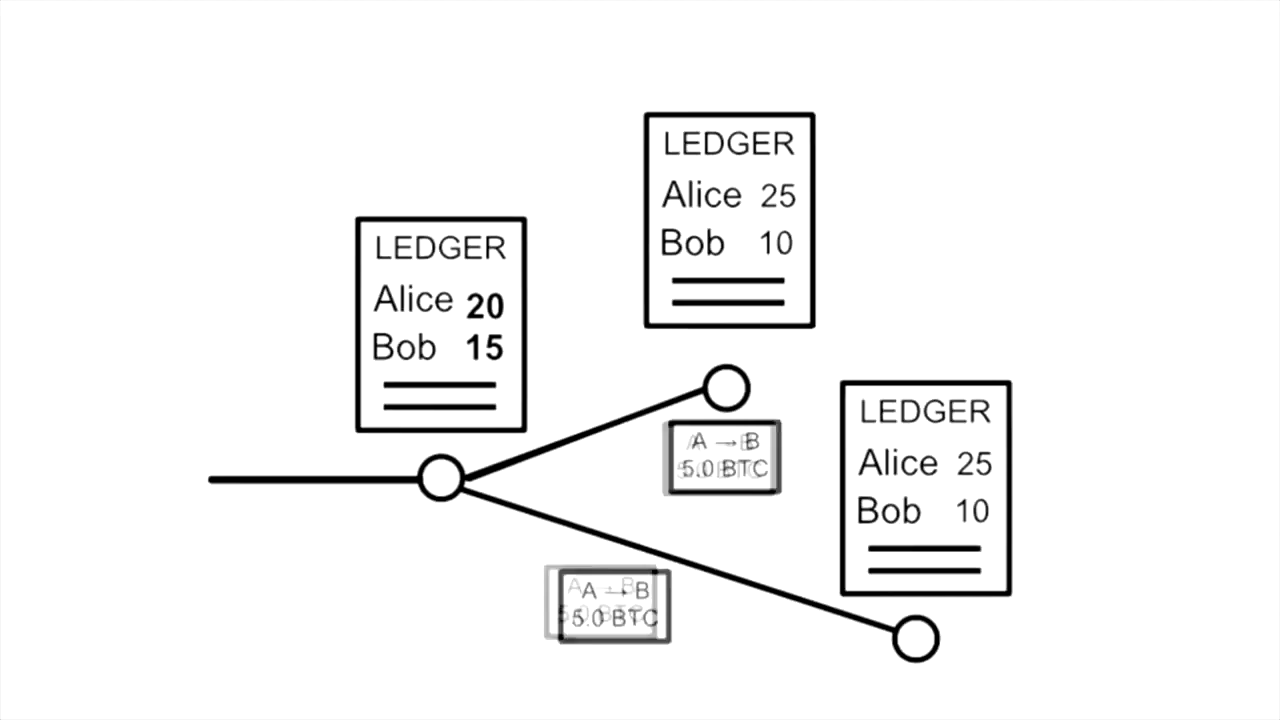 LEDGER
Alice 20
Bob 15
LEDGER
Alice 25
Bob 10
A → B
5.0 BTC
LEDGER
Alice 25
Bob 10
A → B
5.0 BTC